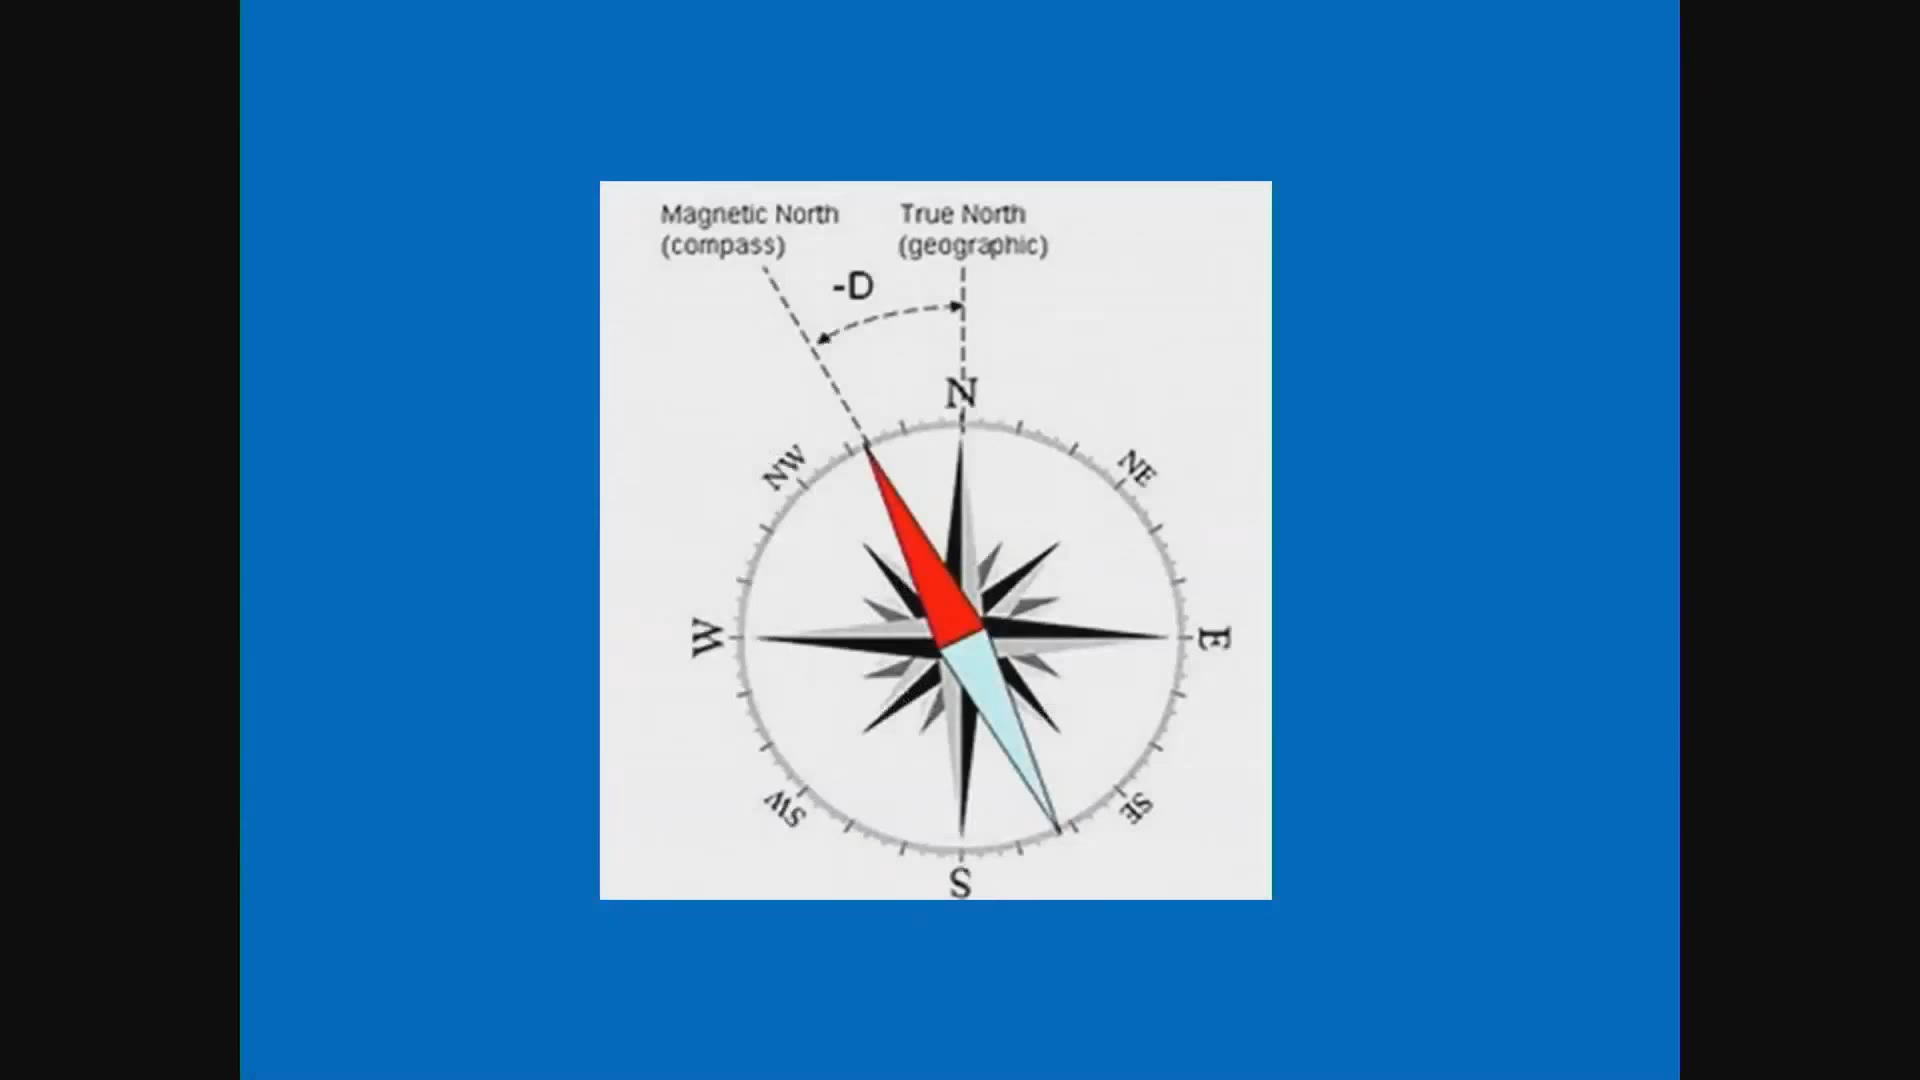 Magnetic North
(compass)
True North
(geographic)
-D
N
NW
NE
W
E
SW
SE
S